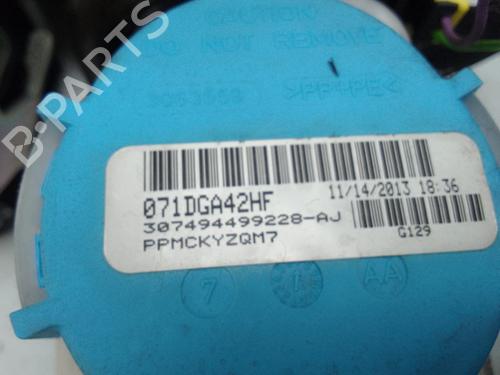 CAUTION
DO NOT REMOVE
>PP+PE<
071DGA42HF
11/14/2013 18:36
307494499228-AJ
PPMCKYZQM7
G129
7
AA
B-PARTS